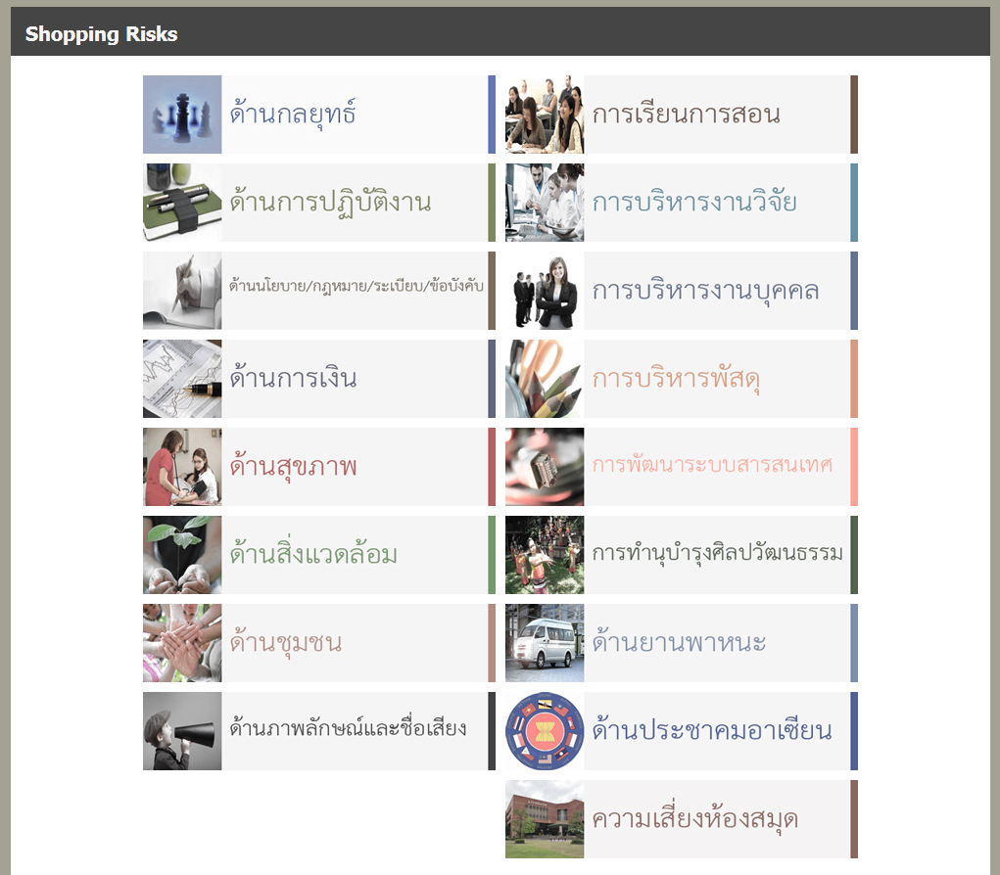 Shopping Risks
ด้านกลยุทธ์
การเรียนการสอน
ด้านการปฏิบัติงาน
การบริหารงานวิจัย
ด้านนโยบาย/กฎหมาย/ระเบียบ/ข้อบังคับ
การบริหารงานบุคคล
ด้านการเงิน
การบริหารพัสดุ
ด้านสุขภาพ
การพัฒนาระบบสารสนเทศ
ด้านสิ่งแวดล้อม
การทำนุบำรุงศิลปวัฒนธรรม
ด้านชุมชน
ด้านยานพาหนะ
ด้านภาพลักษณ์และชื่อเสียง
ด้านประชาคมอาเซียน
ความเสี่ยงห้องสมุด